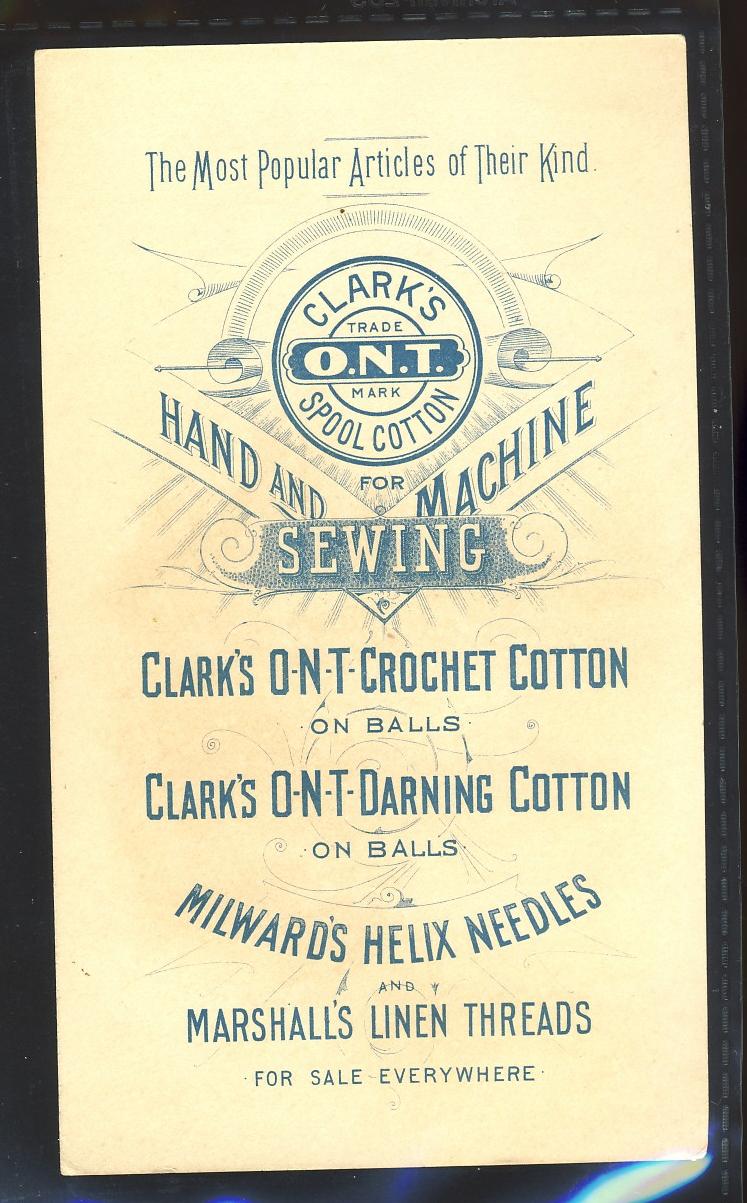 The Most Popular Articles of Their Kind.
CLARK'S
TRADE
O.N.T.
MARK
SPOOL COTTON
HAND AND
FOR
MACHINE
SEWING
CLARK'S O-N-T-CROCHET COTTON
·ON BALLS·
CLARK'S O-N-T-DARNING COTTON
·ON BALLS·
MILWARD'S HELIX NEEDLES
AND
MARSHALL'S LINEN THREADS
·FOR SALE EVERYWHERE·